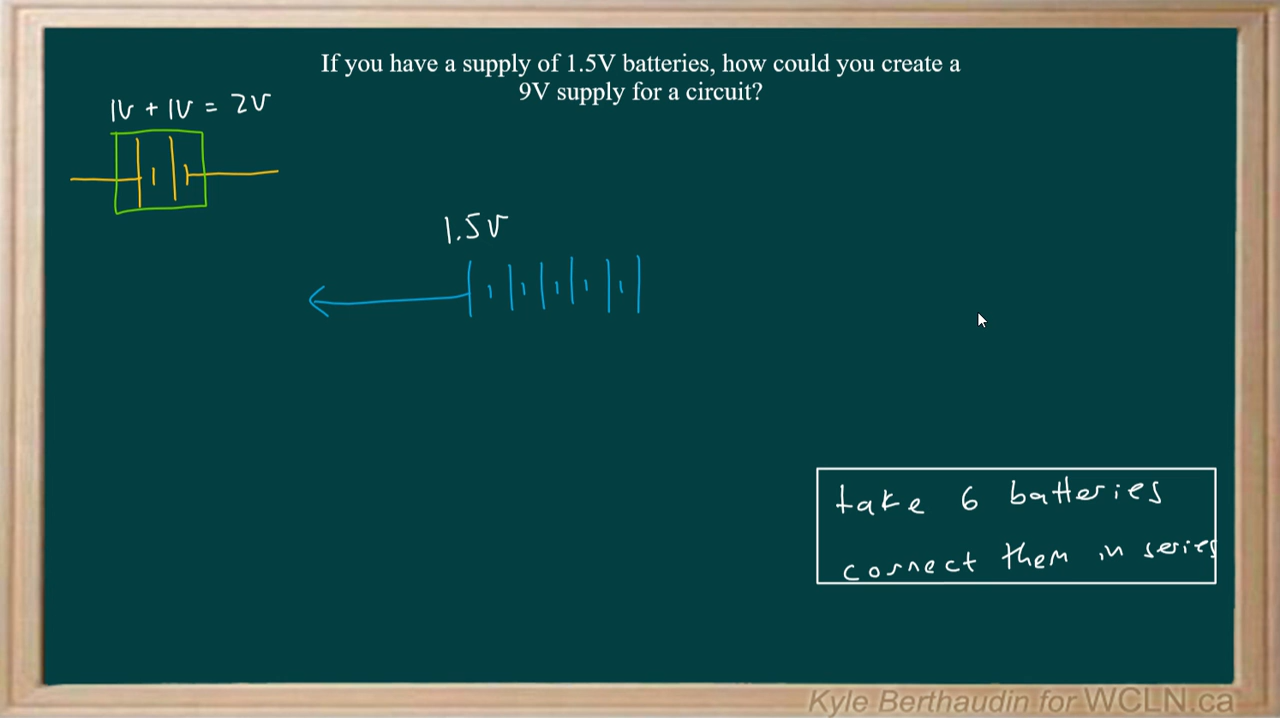 If you have a supply of 1.5V batteries, how could you create a
9V supply for a circuit?
1V + 1V = 2V
1.5V
take 6 batteries
connect them in series
Kyle Berthaudin for WCLN.ca